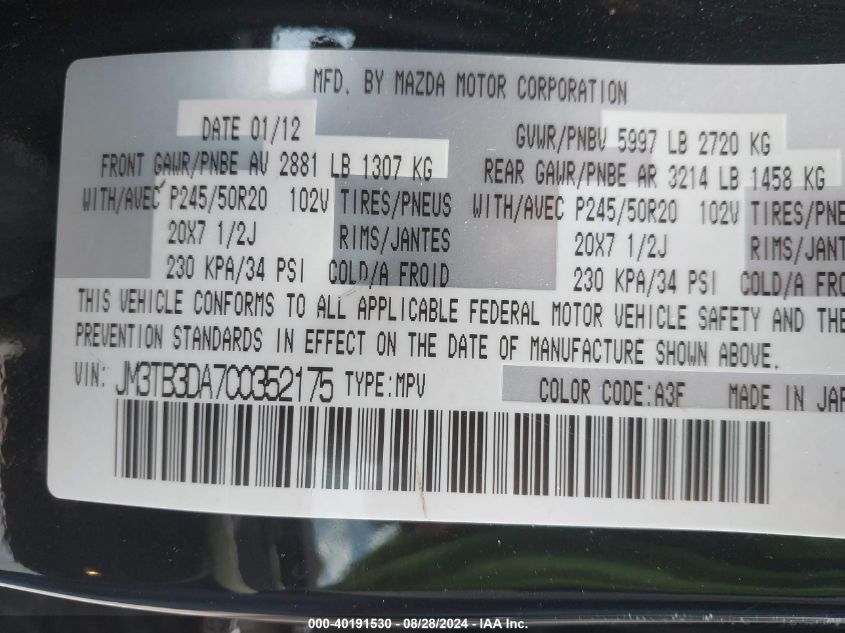 MFD. BY MAZDA MOTOR CORPORATION
DATE 01/12 GVWR/PNBV 5997 LB 2720 KG
FRONT GAWR/PNBE AV 2881 LB 1307 KG REAR GAWR/PNBE AR 3214 LB 1458 KG
WITH/AVEC P245/50R20 102V TIRES/PNEUS WITH/AVEC P245/50R20 102V TIRES/PNE
20X7 1/2J RIMS/JANTES 20X7 1/2J RIMS/JANT
230 KPA/34 PSI COLD/A FROID 230 KPA/34 PSI COLD/A FRO
THIS VEHICLE CONFORMS TO ALL APPLICABLE FEDERAL MOTOR VEHICLE SAFETY AND THE
PREVENTION STANDARDS IN EFFECT ON THE DATE OF MANUFACTURE SHOWN ABOVE.
VIN: JM3TB3DA7C0352175 TYPE:MPV COLOR CODE:A3F MADE IN JAP
000-40191530 - 08/28/2024 - IAA Inc.